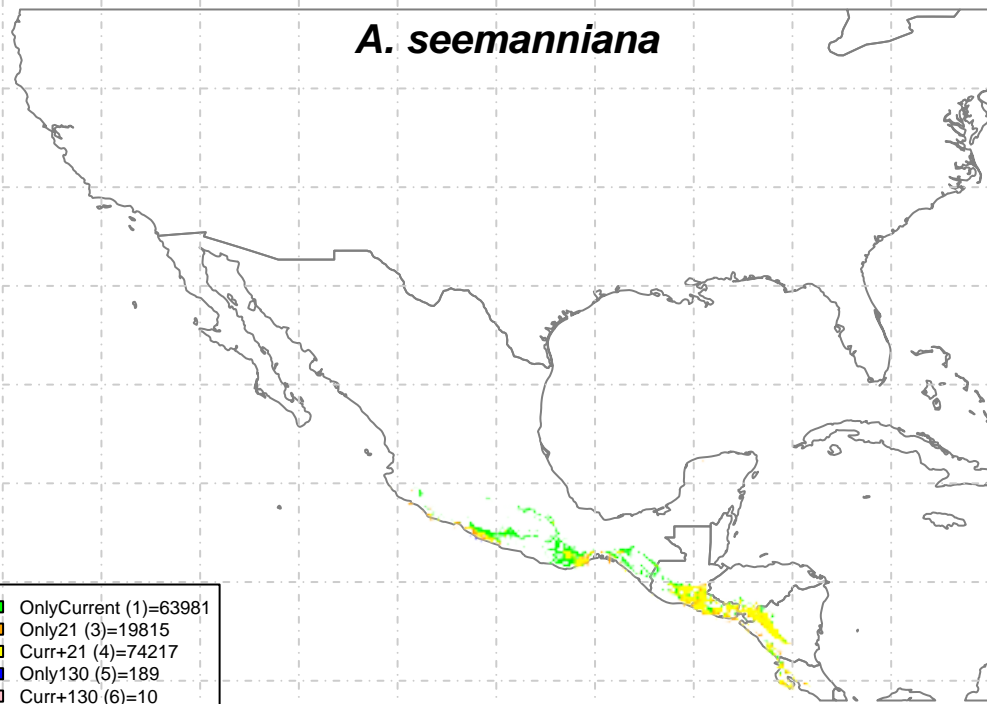 A. seemanniana
OnlyCurrent (1)=63981
Only21 (3)=19815
Curr+21 (4)=74217
Only130 (5)=189
Curr+130 (6)=10